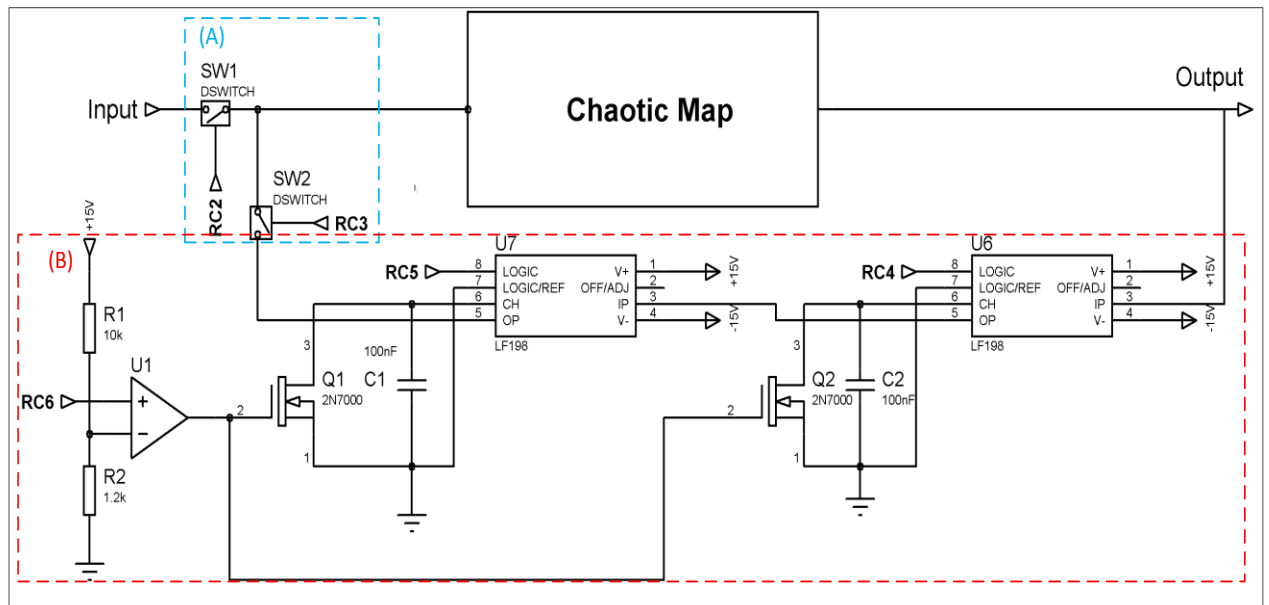 (A)
SW1
DSWITCH
Input
Chaotic Map
Output
RC2
SW2
DSWITCH
RC3
+15V
(B)
R1
10k
U1
RC6
+
−
R2
1.2k
2
3
Q1
2N7000
1
100nF
C1
U7
RC5
8 LOGIC V+ 1
7 LOGIC/REF OFF/ADJ 2
6 CH IP 3
5 OP V- 4
LF198
+15V
-15V
2
3
Q2
2N7000
1
C2
100nF
U6
RC4
8 LOGIC V+ 1
7 LOGIC/REF OFF/ADJ 2
6 CH IP 3
5 OP V- 4
LF198
+15V
-15V